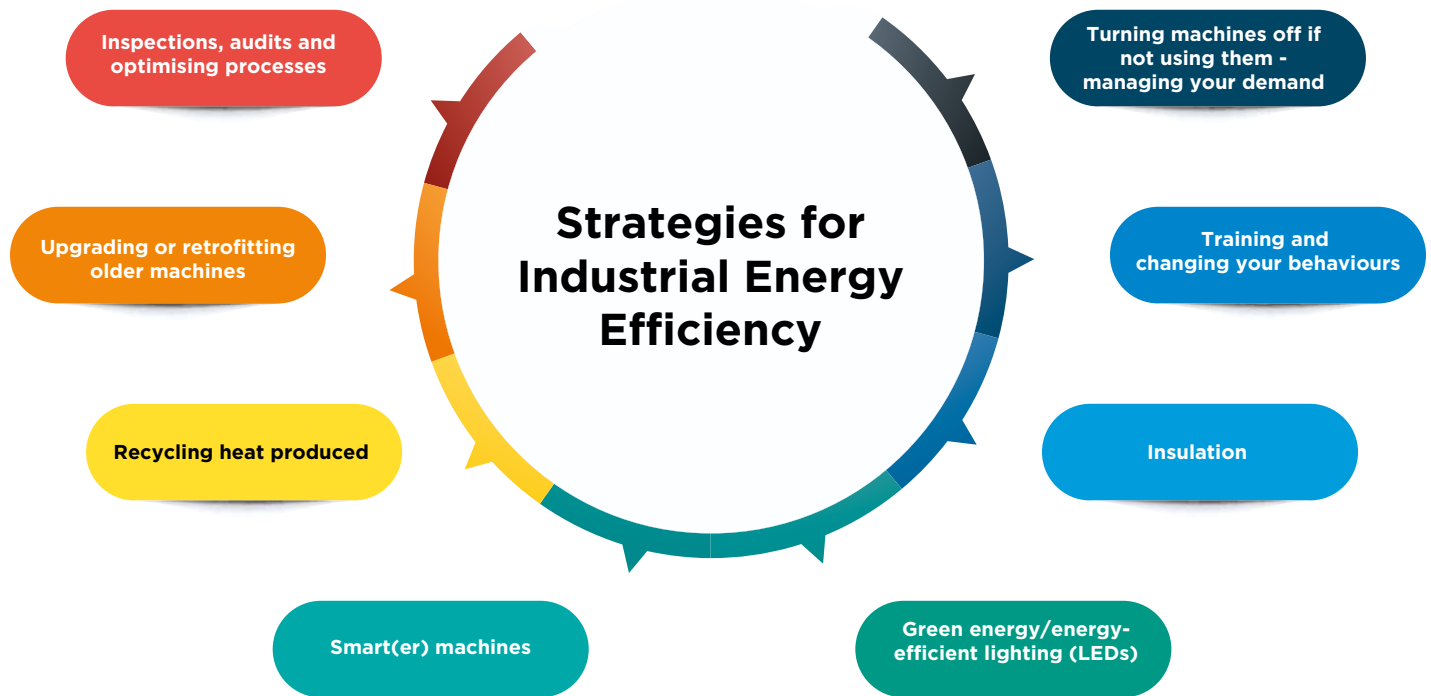 Inspections, audits and
optimising processes
Turning machines off if
not using them -
managing your demand
Strategies for
Industrial Energy
Efficiency
Upgrading or retrofitting
older machines
Training and
changing your behaviours
Recycling heat produced
Insulation
Smart(er) machines
Green energy/energy-
efficient lighting (LEDs)